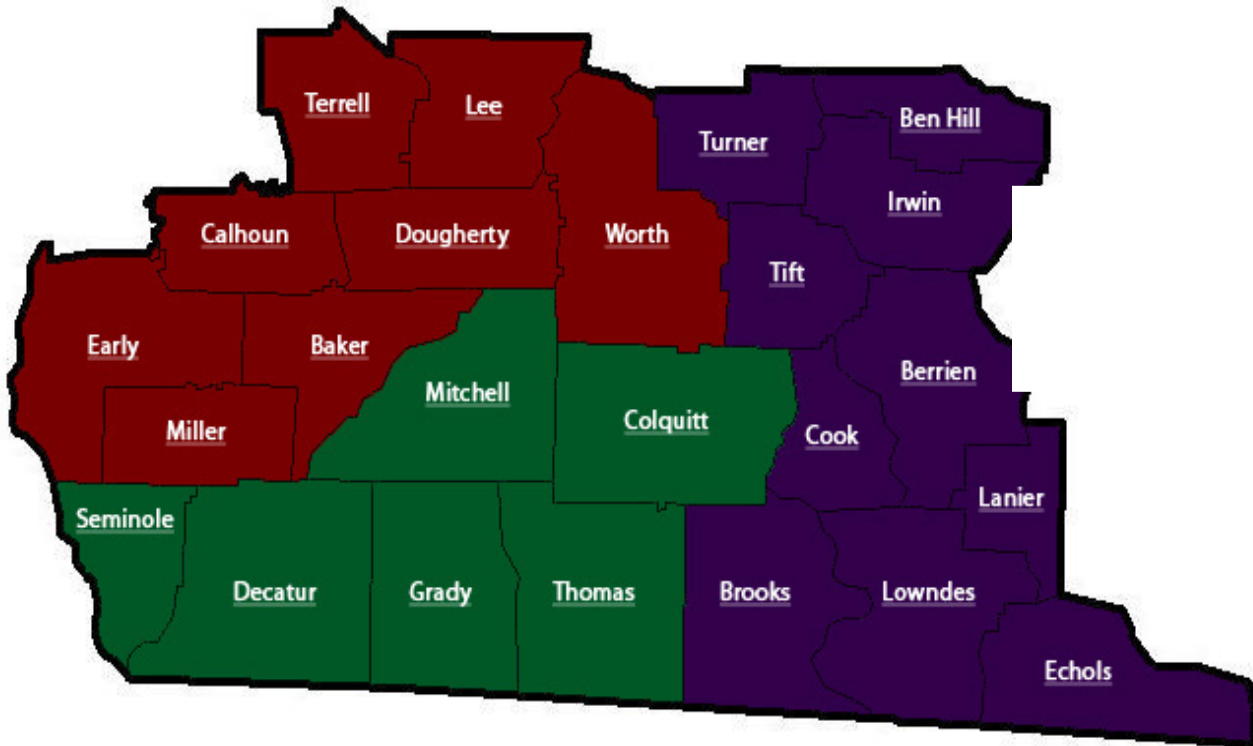 Terrell
Lee
Ben Hill
Turner
Irwin
Calhoun
Dougherty
Worth
Tift
Early
Baker
Berrien
Mitchell
Colquitt
Miller
Cook
Lanier
Seminole
Decatur
Grady
Thomas
Brooks
Lowndes
Echols